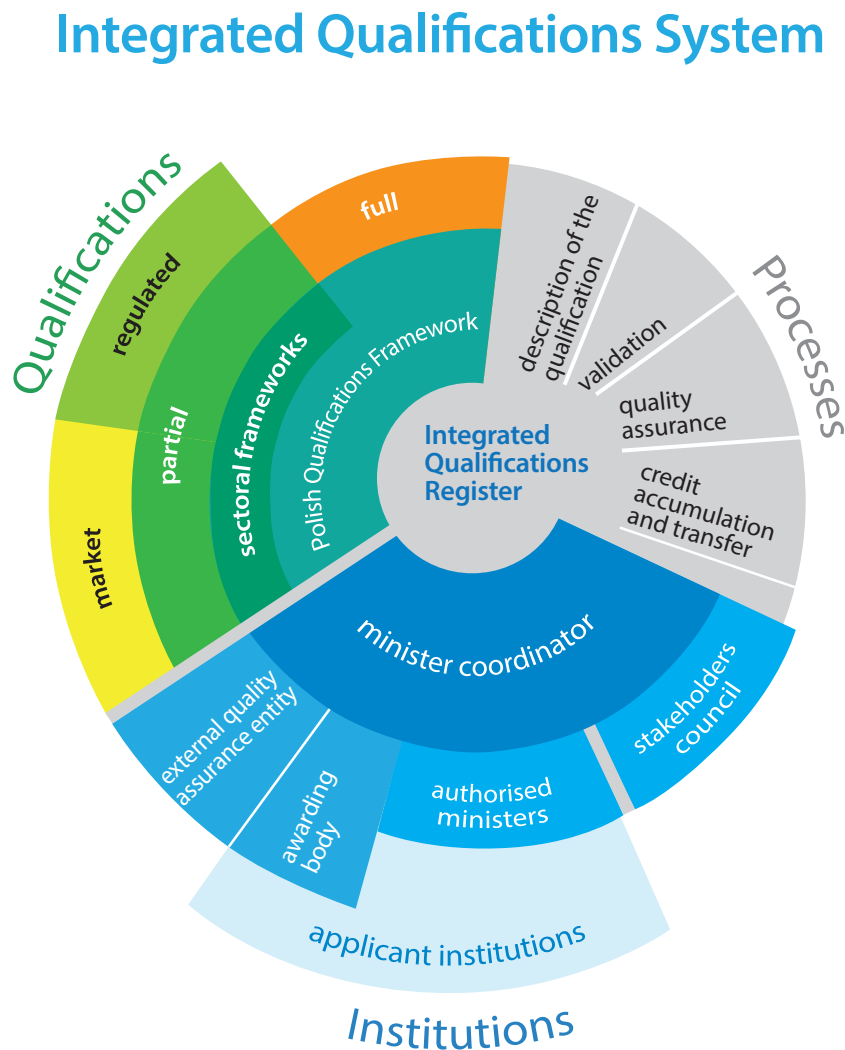 Integrated Qualifications System
Qualifications
regulated
market
partial
full
sectoral frameworks
Polish Qualifications Framework
Integrated
Qualifications
Register
Processes
description of the
qualification
validation
quality
assurance
credit
accumulation
and transfer
minister coordinator
stakeholders
council
authorised
ministers
awarding
body
external quality
assurance entity
applicant institutions
Institutions